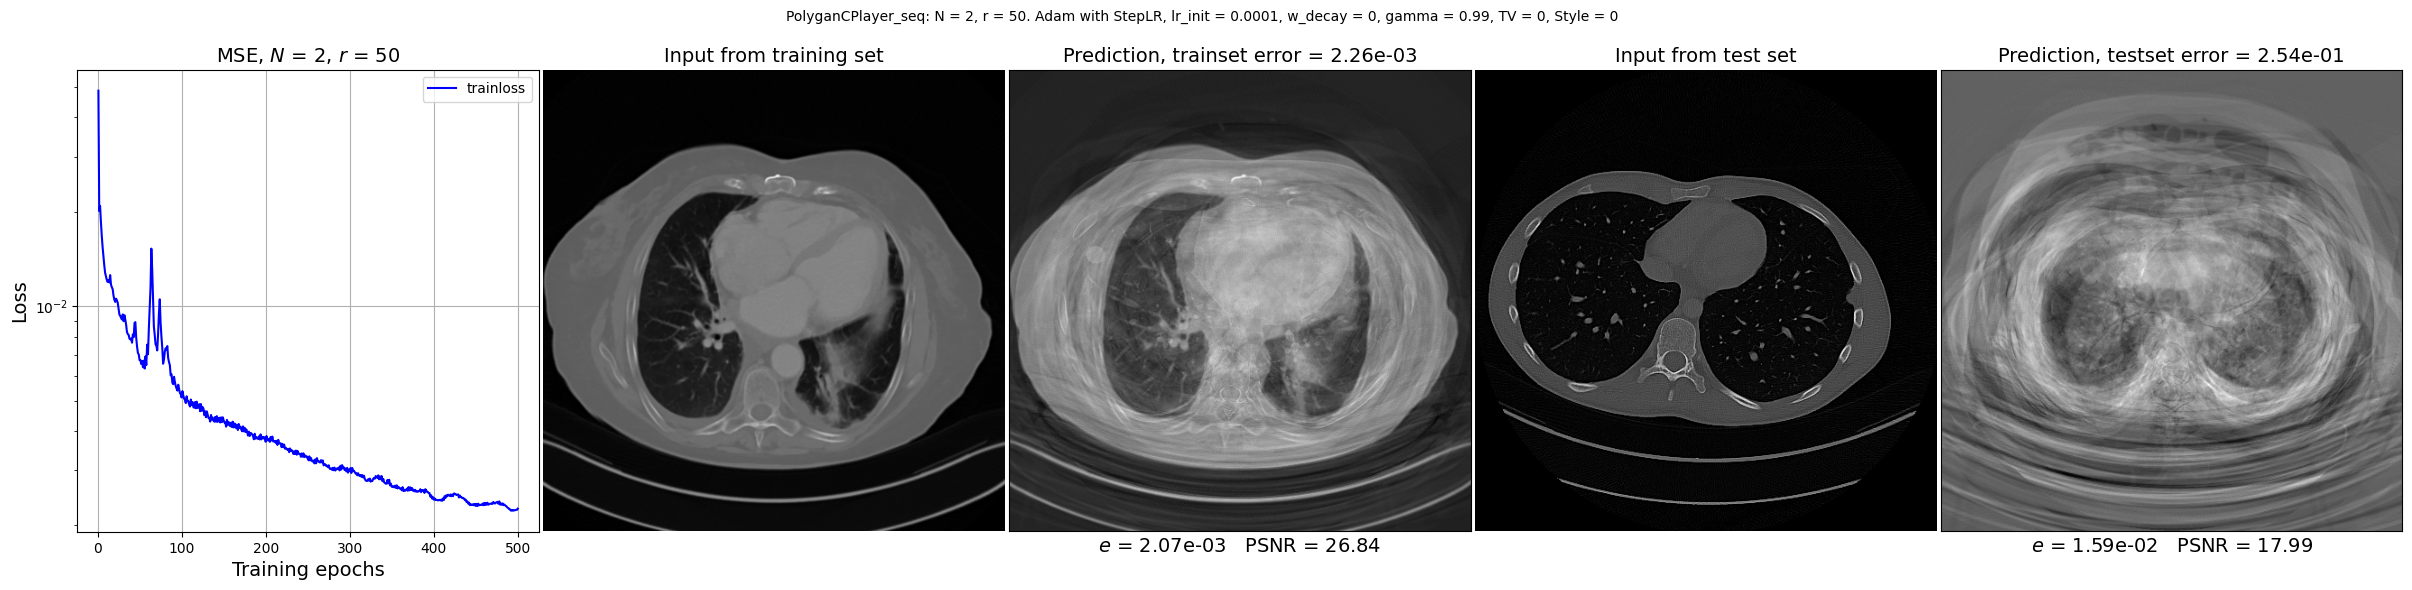 PolyganCPlayer_seq: N = 2, r = 50. Adam with StepLR, lr_init = 0.0001, w_decay = 0, gamma = 0.99, TV = 0, Style = 0
MSE, N = 2, r = 50
Input from training set
Prediction, trainset error = 2.26e-03
Input from test set
Prediction, testset error = 2.54e-01
trainloss
Loss
10⁻²
0 100 200 300 400 500
Training epochs
e = 2.07e-03 PSNR = 26.84
e = 1.59e-02 PSNR = 17.99